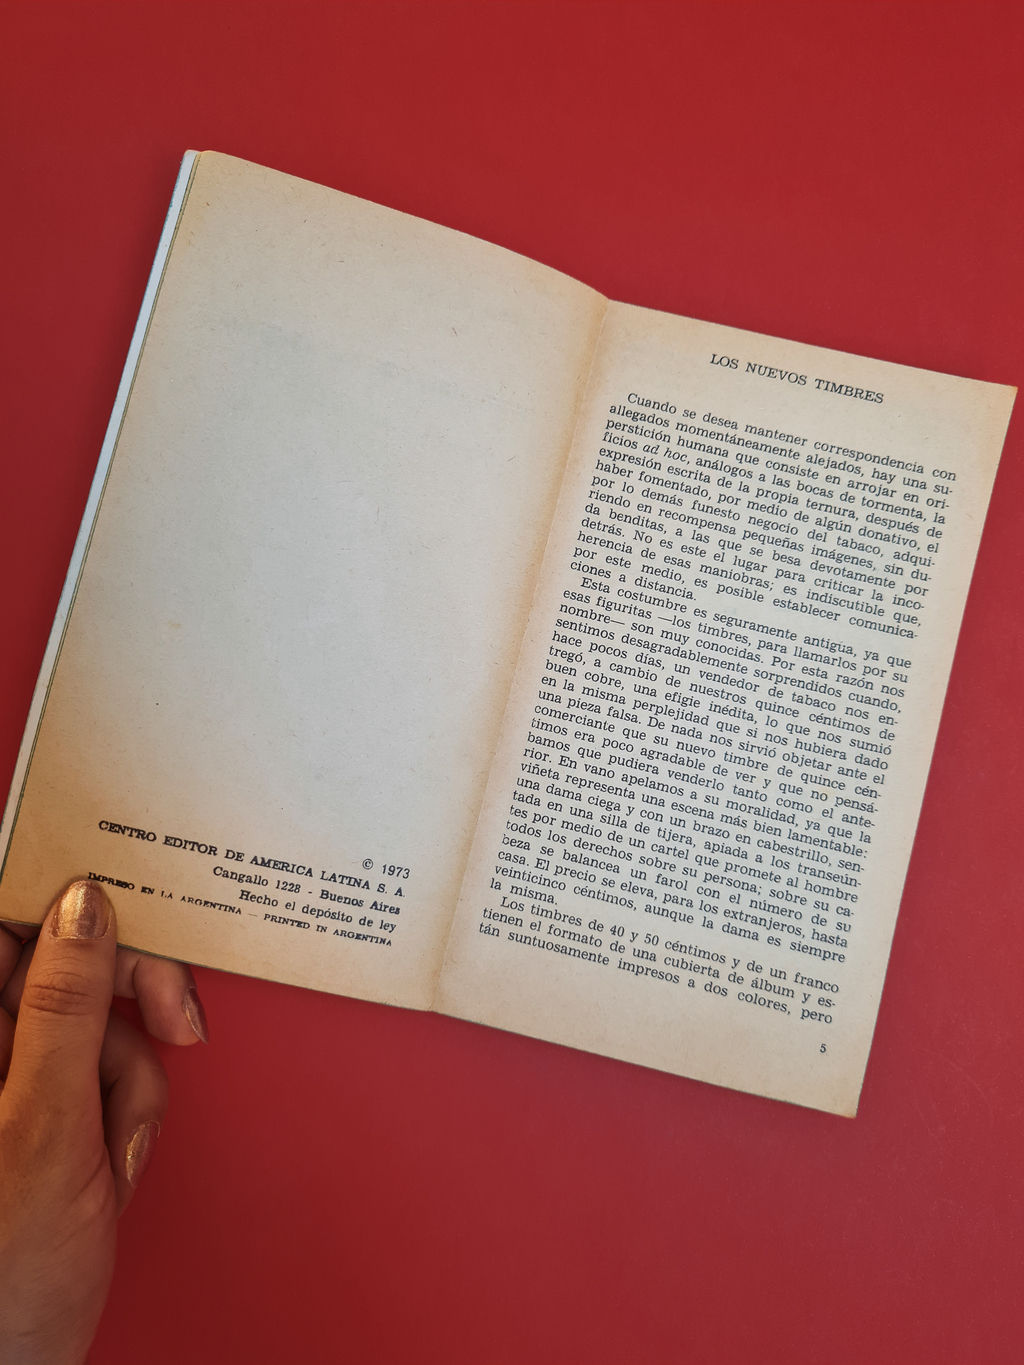 © 1973
CENTRO EDITOR DE AMERICA LATINA S. A.
Cangallo 1228 - Buenos Aires
Hecho el depósito de ley
IMPRESO EN LA ARGENTINA — PRINTED IN ARGENTINA
LOS NUEVOS TIMBRES
Cuando se desea mantener correspondencia con
allegados momentáneamente alejados, hay una su-
perstición humana que consiste en arrojar en ori-
ficios ad hoc, análogos a las bocas de tormenta, la
expresión escrita de la propia ternura, después de
haber fomentado, por medio de algún donativo, el
por lo demás funesto negocio del tabaco, adqui-
riendo en recompensa pequeñas imágenes, sin du-
da benditas, a las que se besa devotamente por
detrás. No es este el lugar para criticar la inco-
herencia de esas maniobras; es indiscutible que,
por este medio, es posible establecer comunica-
ciones a distancia.
Esta costumbre es seguramente antigua, ya que
esas figuritas —los timbres, para llamarlos por su
nombre— son muy conocidas. Por esta razón nos
sentimos desagradablemente sorprendidos cuando,
hace pocos días, un vendedor de tabaco nos en-
tregó, a cambio de nuestros quince céntimos de
buen cobre, una efigie inédita, lo que nos sumió
en la misma perplejidad que si nos hubiera dado
una pieza falsa. De nada nos sirvió objetar ante el
comerciante que su nuevo timbre de quince cén-
timos era poco agradable de ver y que no pensá-
bamos que pudiera venderlo tanto como el ante-
rior. En vano apelamos a su moralidad, ya que la
viñeta representa una escena más bien lamentable:
una dama ciega y con un brazo en cabestrillo, sen-
tada en una silla de tijera, apiada a los transeún-
tes por medio de un cartel que promete al hombre
todos los derechos sobre su persona; sobre su ca-
beza se balancea un farol con el número de su
casa. El precio se eleva, para los extranjeros, hasta
veinticinco céntimos, aunque la dama es siempre
la misma.
Los timbres de 40 y 50 céntimos y de un franco
tienen el formato de una cubierta de álbum y es-
tán suntuosamente impresos a dos colores, pero
5